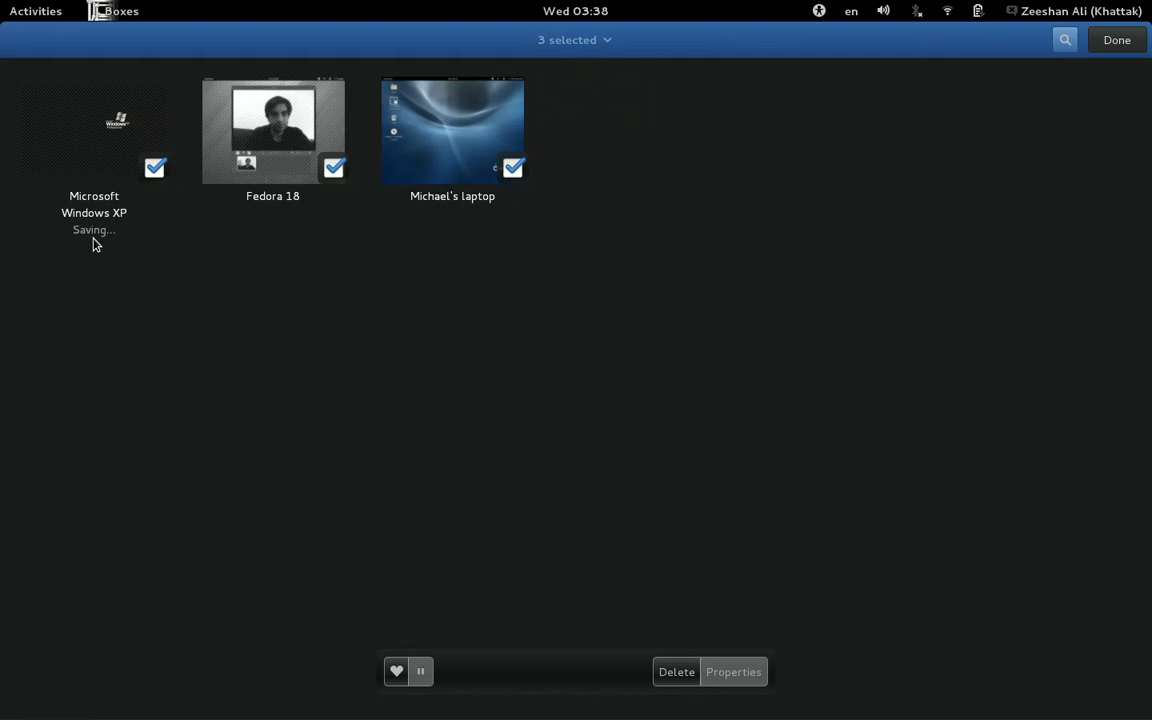 Activities Boxes Wed 03:38 en Zeeshan Ali (Khattak)
3 selected Done
Microsoft
Windows XP
Saving...
Fedora 18
Michael's laptop
Delete Properties